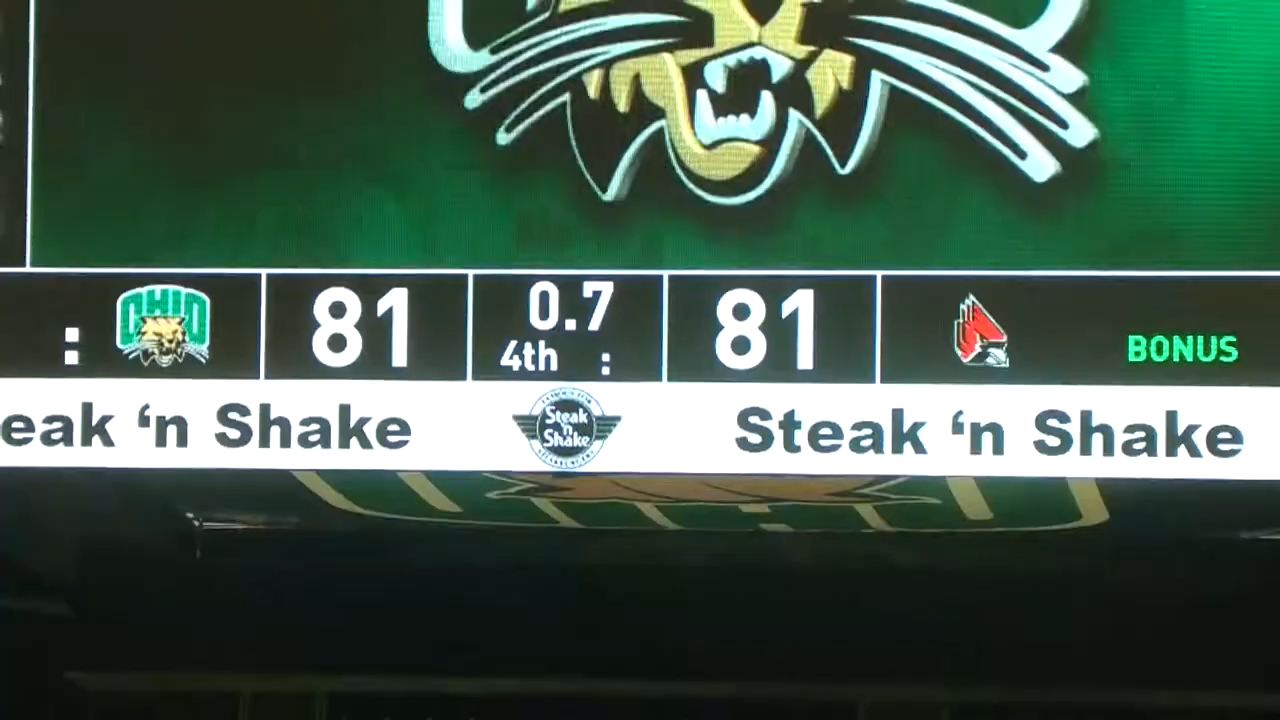 OHIO
81
0.7
4th :
81
BONUS
eak ‘n Shake
Steak
'n
Shake
Steak ‘n Shake